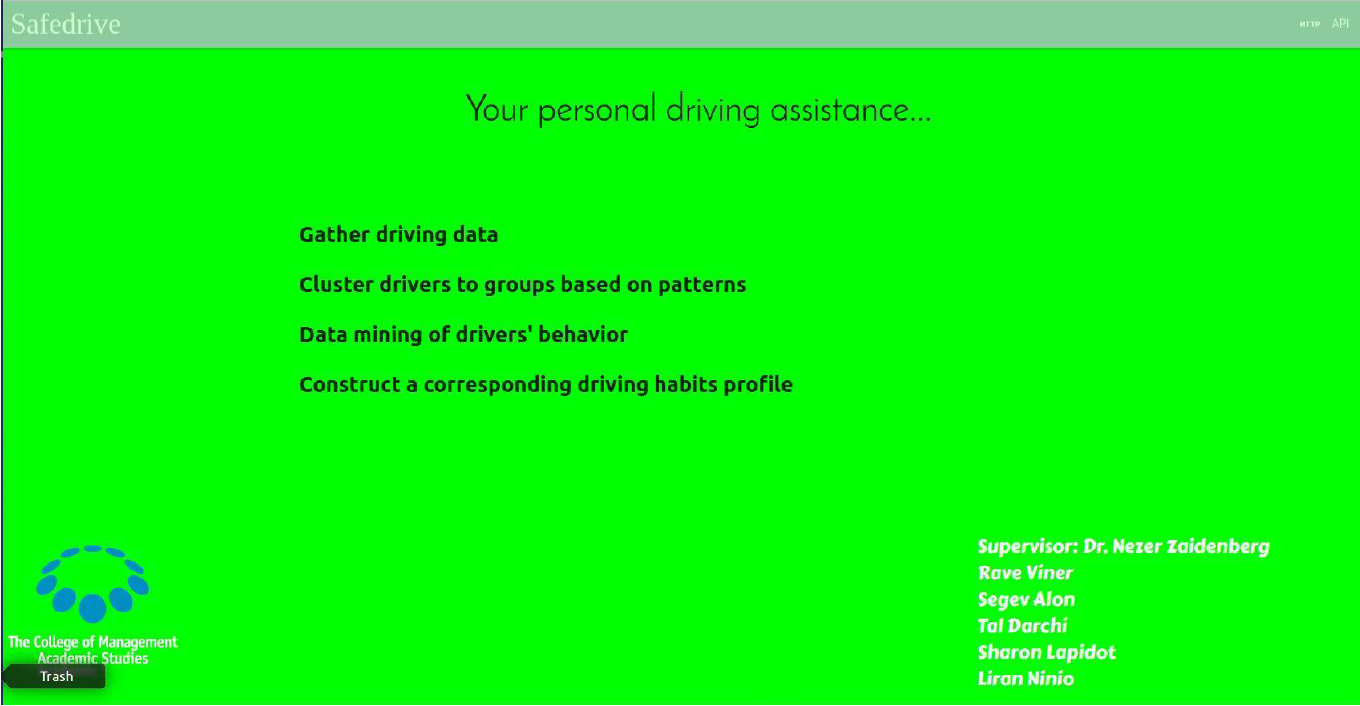 Safedrive
HTTP API
Your personal driving assistance...
Gather driving data
Cluster drivers to groups based on patterns
Data mining of drivers' behavior
Construct a corresponding driving habits profile
Supervisor: Dr. Nezer Zaidenberg
Rave Viner
Segev Alon
Tal Darchi
Sharon Lapidot
Liran Ninio
The College of Management
Academic Studies
Trash